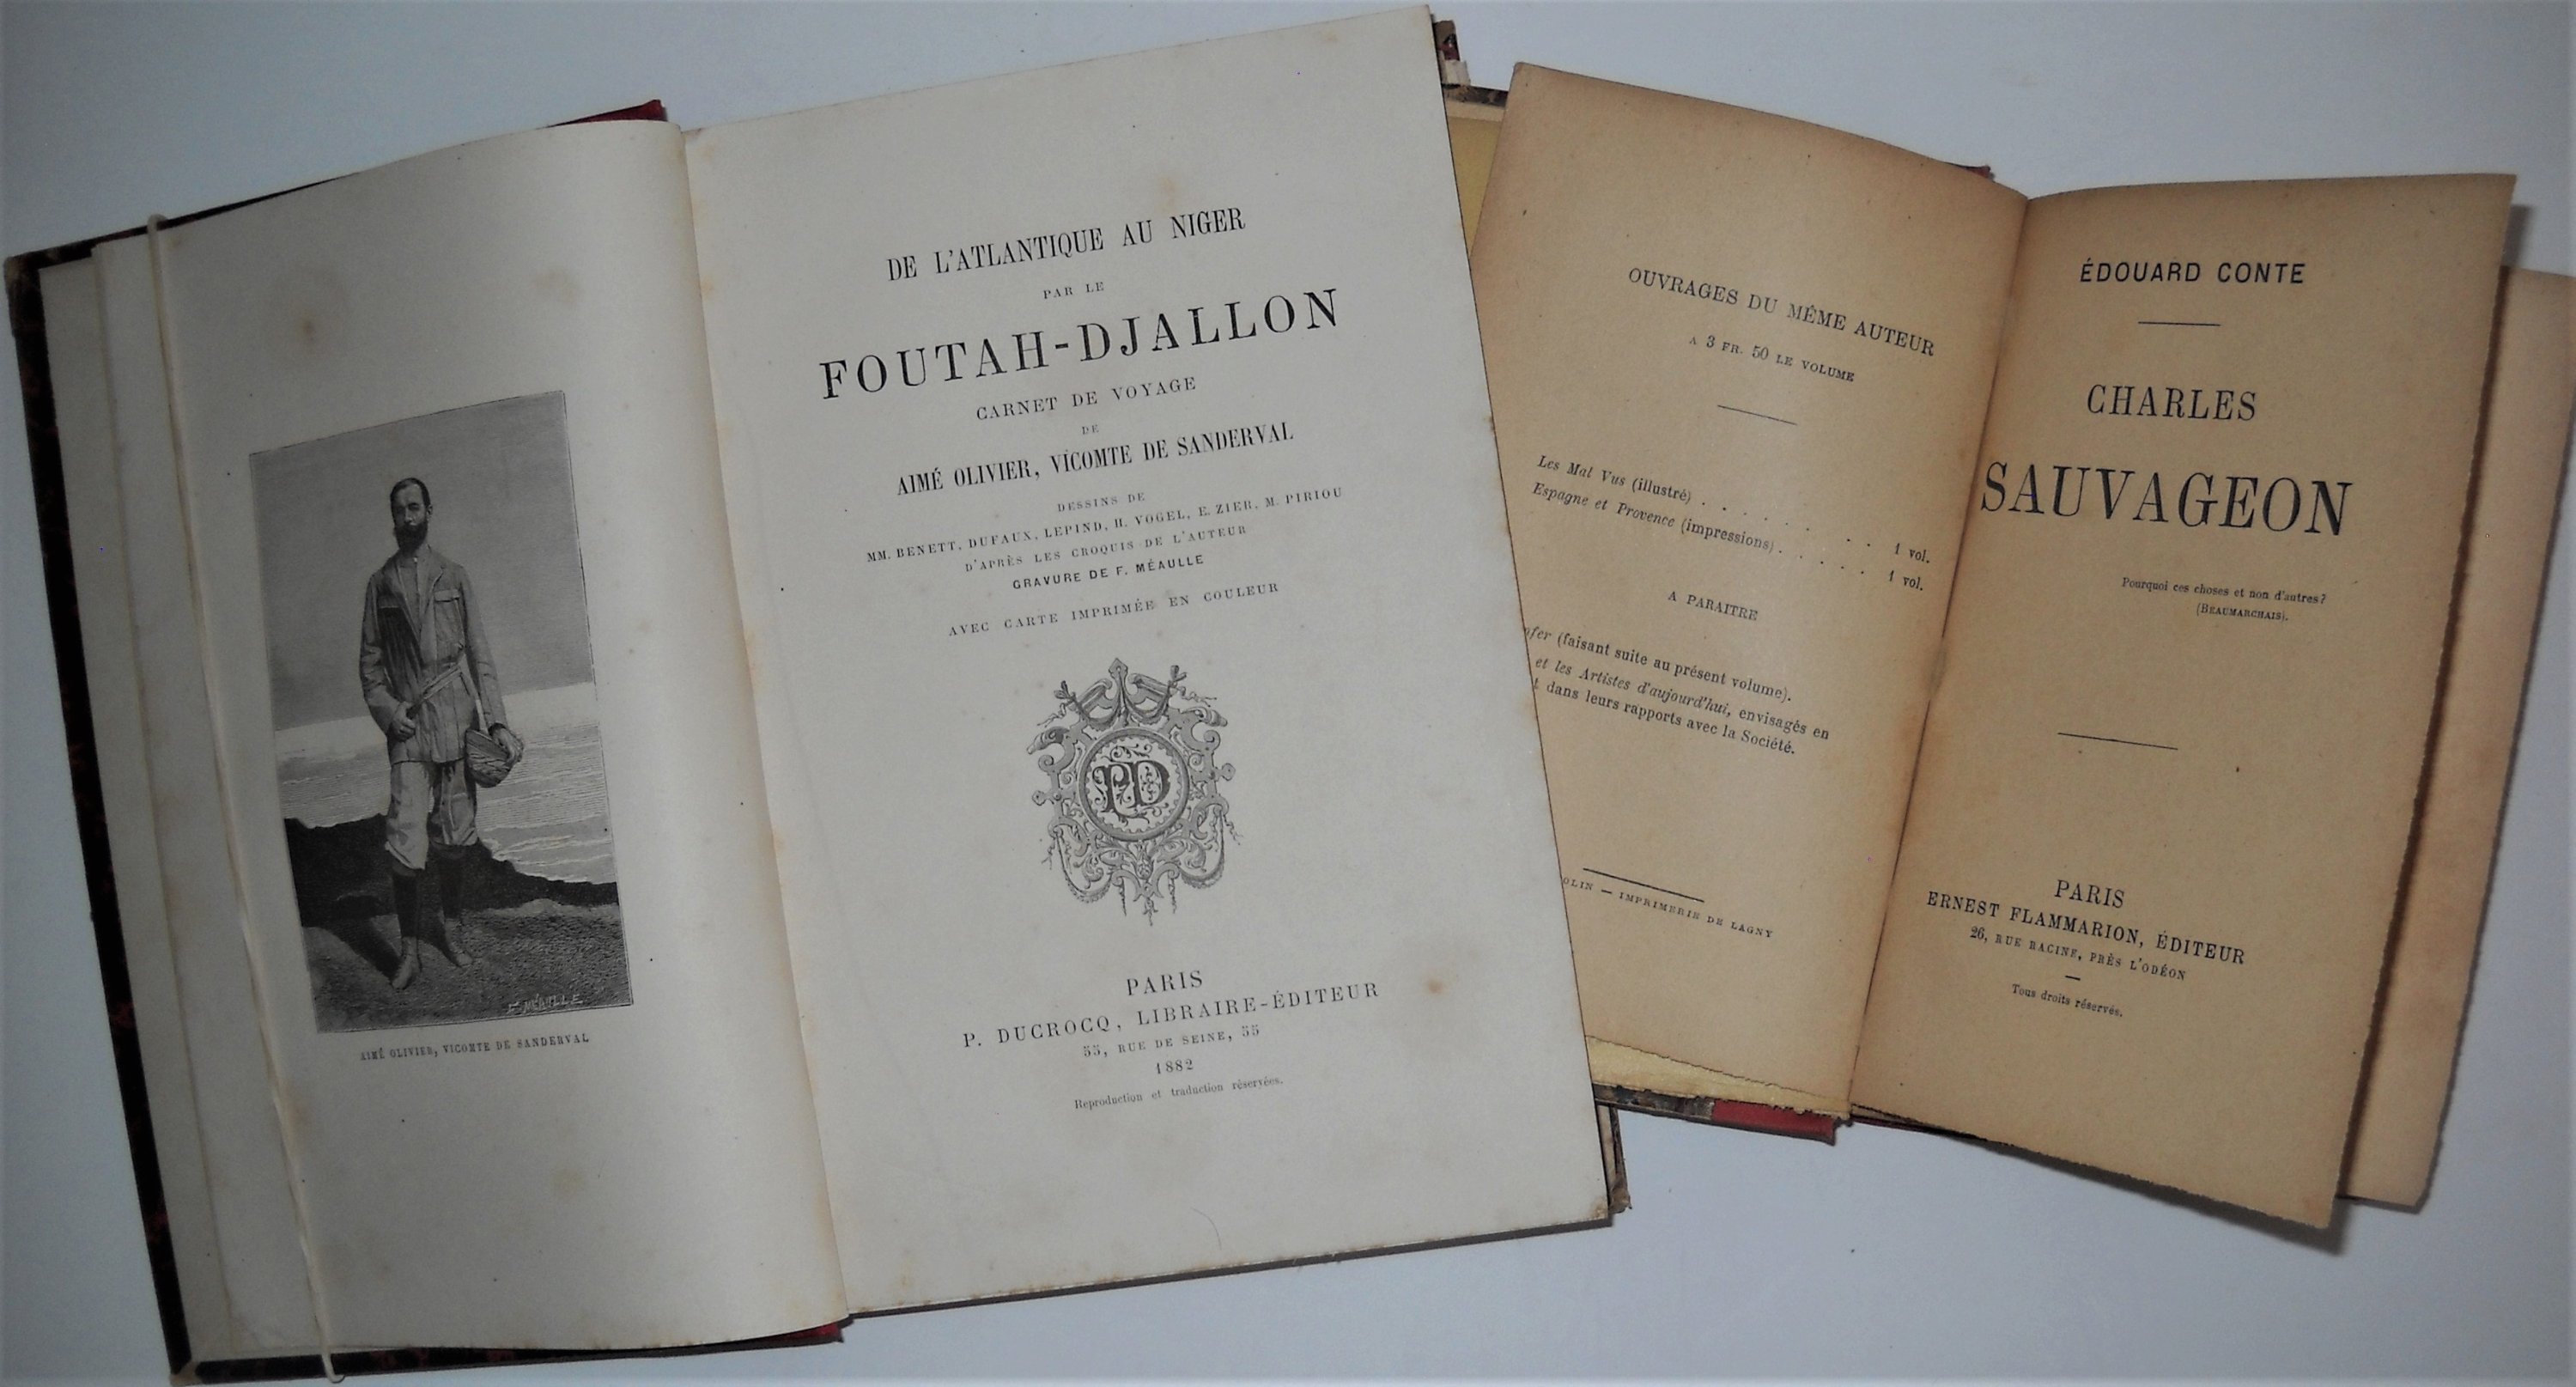 F. MÉAULLE
AIMÉ OLIVIER, VICOMTE DE SANDERVAL
DE L'ATLANTIQUE AU NIGER
PAR LE
FOUTAH-DJALLON
CARNET DE VOYAGE
DE
AIMÉ OLIVIER, VICOMTE DE SANDERVAL
DESSINS DE
MM. BENETT, DUFAUX, LEPIND, H. VOGEL, E. ZIER, M. PIRIOU
D'APRÈS LES CROQUIS DE L'AUTEUR
GRAVURE DE F. MÉAULLE
AVEC CARTE IMPRIMÉE EN COULEUR
PD
PARIS
P. DUCROCQ, LIBRAIRE-ÉDITEUR
55, RUE DE SEINE, 55
1882
Reproduction et traduction réservées.
OUVRAGES DU MÊME AUTEUR
A 3 FR. 50 LE VOLUME
Les Mal Vus (illustré) . . . . . . . . 1 vol.
Espagne et Provence (impressions) . . . . . . 1 vol.
A PARAITRE
ofer (faisant suite au présent volume).
et les Artistes d'aujourd'hui, envisagés en
t dans leurs rapports avec la Société.
OLIN — IMPRIMERIE DE LAGNY
ÉDOUARD CONTE
CHARLES
SAUVAGEON
Pourquoi ces choses et non d'autres?
(BEAUMARCHAIS).
PARIS
ERNEST FLAMMARION, ÉDITEUR
26, RUE RACINE, PRÈS L'ODÉON
Tous droits réservés.